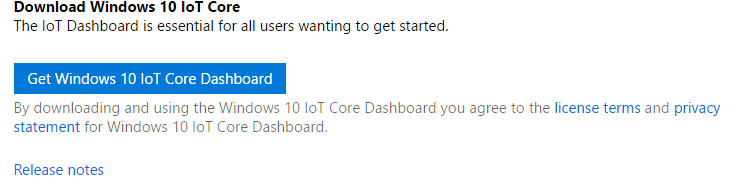 Download Windows 10 IoT Core
The IoT Dashboard is essential for all users wanting to get started.
Get Windows 10 IoT Core Dashboard
By downloading and using the Windows 10 IoT Core Dashboard you agree to the license terms and privacy
statement for Windows 10 IoT Core Dashboard.
Release notes